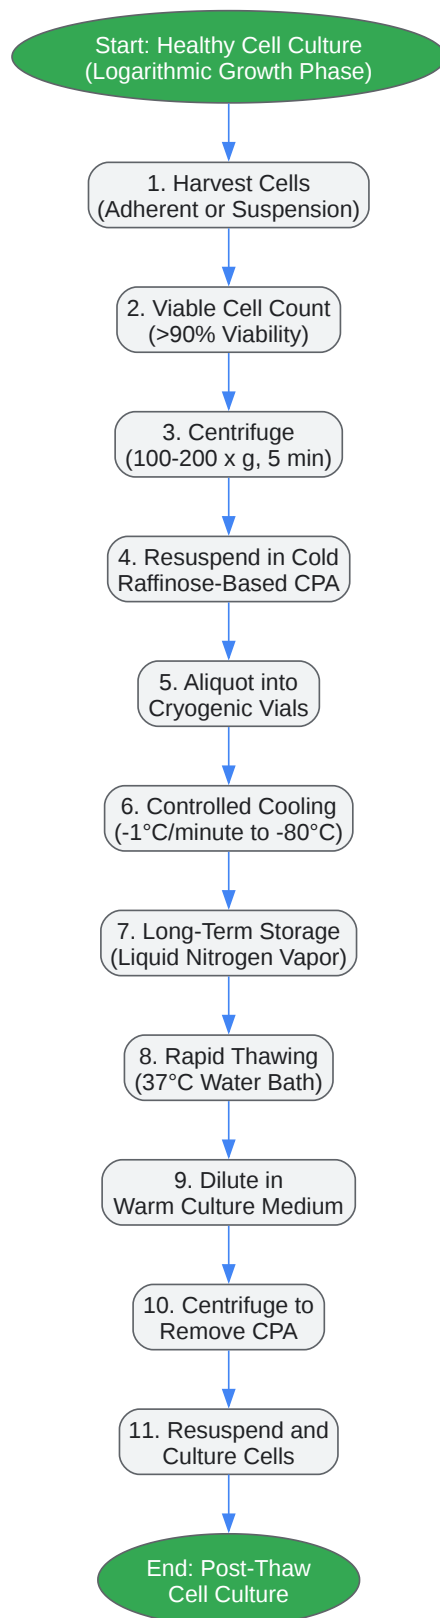 Start: Healthy Cell Culture
(Logarithmic Growth Phase)
1. Harvest Cells
(Adherent or Suspension)
2. Viable Cell Count
(>90% Viability)
3. Centrifuge
(100-200 x g, 5 min)
4. Resuspend in Cold
Raffinose-Based CPA
5. Aliquot into
Cryogenic Vials
6. Controlled Cooling
(-1°C/minute to -80°C)
7. Long-Term Storage
(Liquid Nitrogen Vapor)
8. Rapid Thawing
(37°C Water Bath)
9. Dilute in
Warm Culture Medium
10. Centrifuge to
Remove CPA
11. Resuspend and
Culture Cells
End: Post-Thaw
Cell Culture